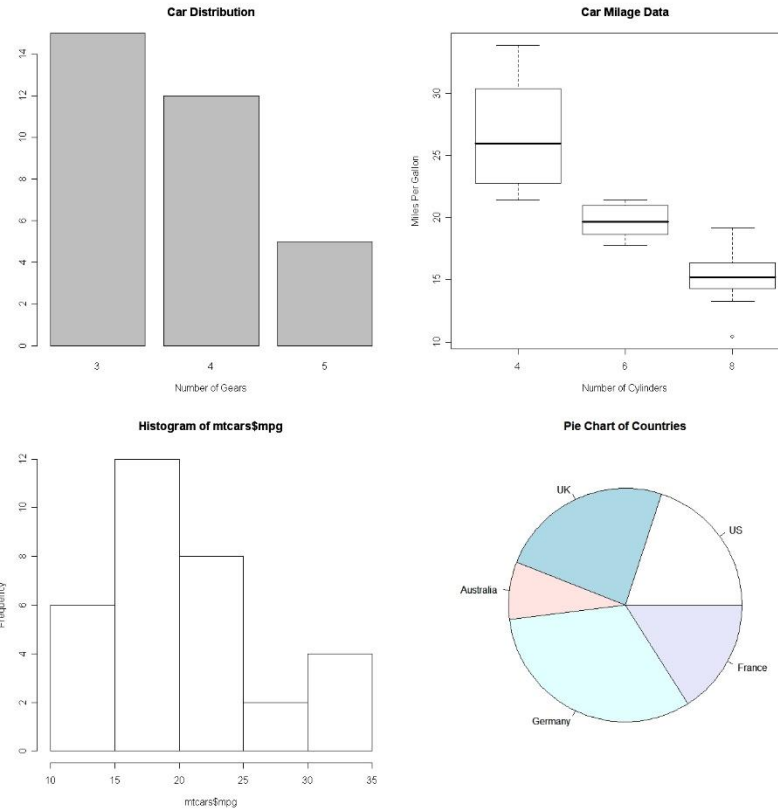 Car Distribution
14
12
10
8
6
4
2
0
3 4 5
Number of Gears
Car Milage Data
Miles Per Gallon
30
25
20
15
10
4 6 8
Number of Cylinders
Histogram of mtcars$mpg
Frequency
12
10
8
6
4
2
0
10 15 20 25 30 35
mtcars$mpg
Pie Chart of Countries
UK
US
Australia
France
Germany